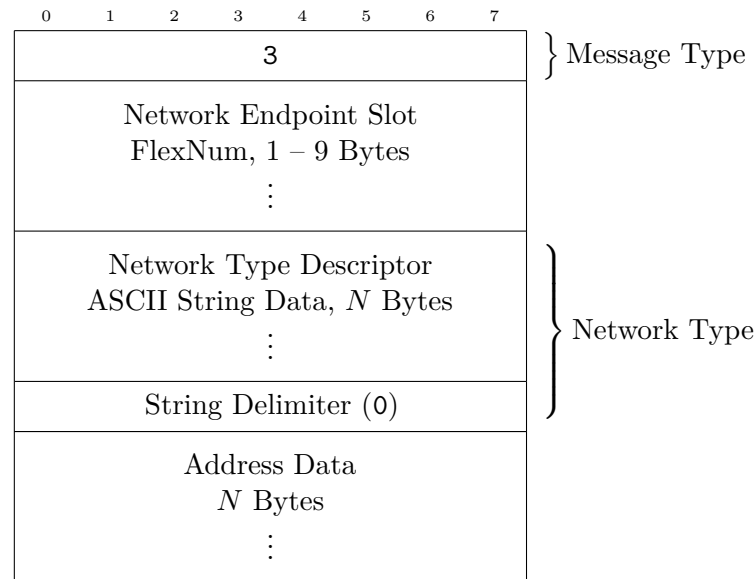 0 1 2 3 4 5 6 7
3
Message Type
Network Endpoint Slot
FlexNum, 1 – 9 Bytes
⋮
Network Type Descriptor
ASCII String Data, N Bytes
⋮
Network Type
String Delimiter (0)
Address Data
N Bytes
⋮